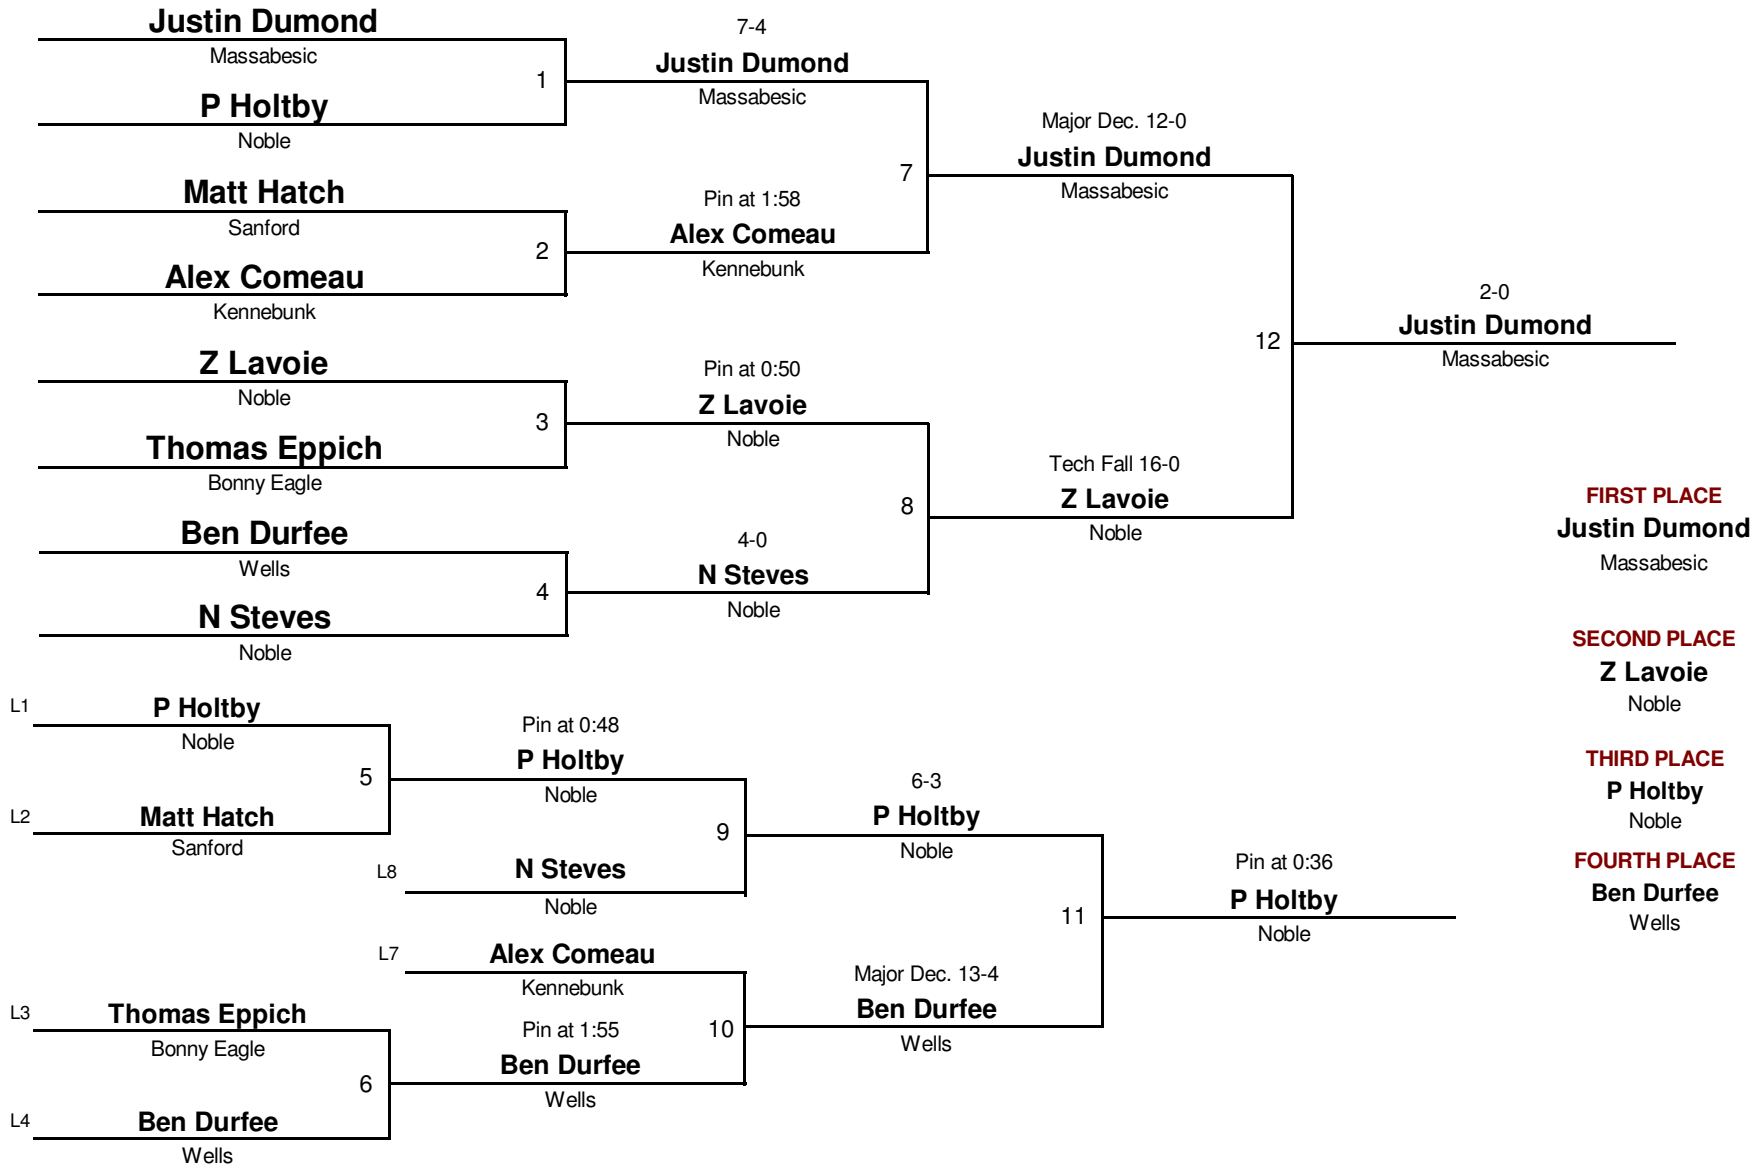 Justin Dumond
Massabesic
1
P Holtby
Noble
Matt Hatch
Sanford
2
Alex Comeau
Kennebunk
Z Lavoie
Noble
3
Thomas Eppich
Bonny Eagle
Ben Durfee
Wells
4
N Steves
Noble
7-4
Justin Dumond
Massabesic
7
Pin at 1:58
Alex Comeau
Kennebunk
Pin at 0:50
Z Lavoie
Noble
8
4-0
N Steves
Noble
Major Dec. 12-0
Justin Dumond
Massabesic
12
Tech Fall 16-0
Z Lavoie
Noble
2-0
Justin Dumond
Massabesic
L1
P Holtby
Noble
5
L2
Matt Hatch
Sanford
Pin at 0:48
P Holtby
Noble
9
L8
N Steves
Noble
L7
Alex Comeau
Kennebunk
10
L3
Thomas Eppich
Bonny Eagle
6
L4
Ben Durfee
Wells
Pin at 1:55
Ben Durfee
Wells
6-3
P Holtby
Noble
11
Major Dec. 13-4
Ben Durfee
Wells
Pin at 0:36
P Holtby
Noble
FIRST PLACE
Justin Dumond
Massabesic
SECOND PLACE
Z Lavoie
Noble
THIRD PLACE
P Holtby
Noble
FOURTH PLACE
Ben Durfee
Wells